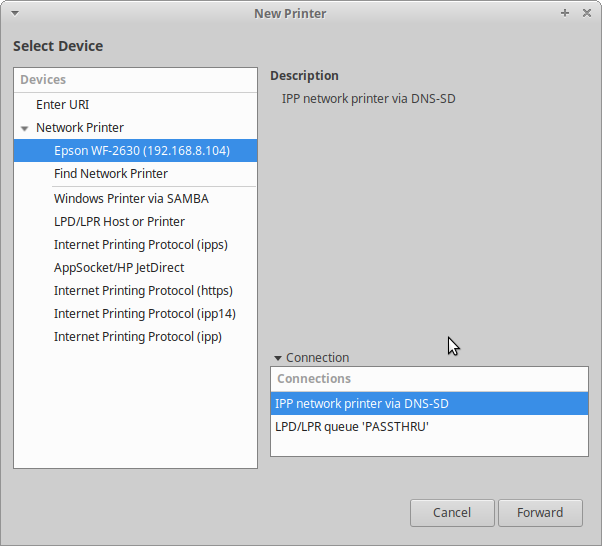 New Printer
Select Device
Devices
Enter URI
Network Printer
Epson WF-2630 (192.168.8.104)
Find Network Printer
Windows Printer via SAMBA
LPD/LPR Host or Printer
Internet Printing Protocol (ipps)
AppSocket/HP JetDirect
Internet Printing Protocol (https)
Internet Printing Protocol (ipp14)
Internet Printing Protocol (ipp)
Description
IPP network printer via DNS-SD
Connection
Connections
IPP network printer via DNS-SD
LPD/LPR queue 'PASSTHRU'
Cancel
Forward